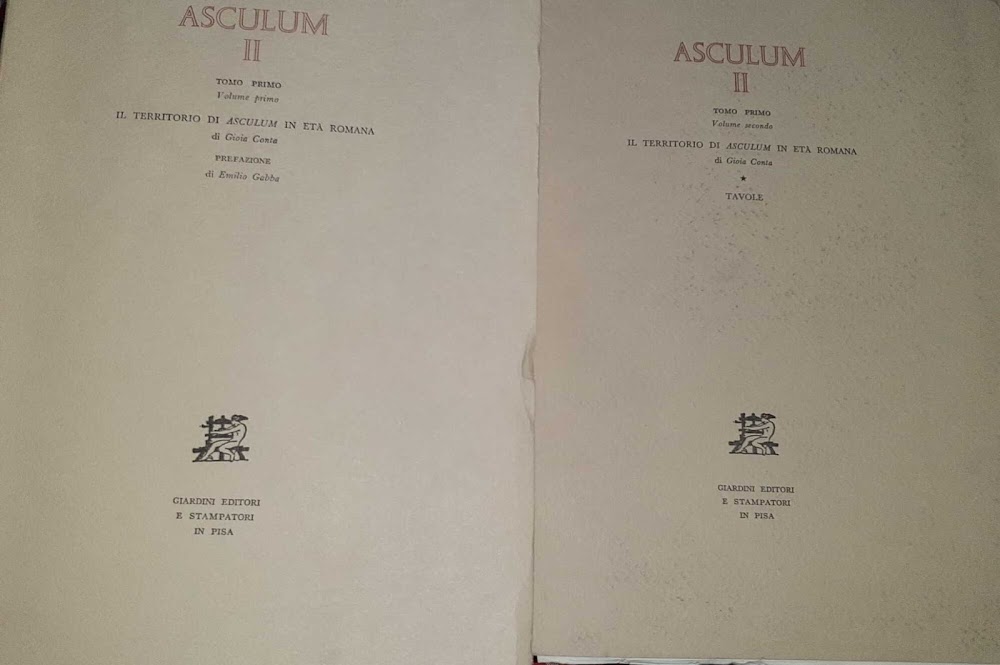 ASCULUM
II
TOMO PRIMO
Volume primo
IL TERRITORIO DI ASCULUM IN ETÀ ROMANA
di Gioia Conta
PREFAZIONE
di Emilio Gabba
GIARDINI EDITORI
E STAMPATORI
IN PISA
ASCULUM
II
TOMO PRIMO
Volume secondo
IL TERRITORIO DI ASCULUM IN ETÀ ROMANA
di Gioia Conta
★
TAVOLE
GIARDINI EDITORI
E STAMPATORI
IN PISA